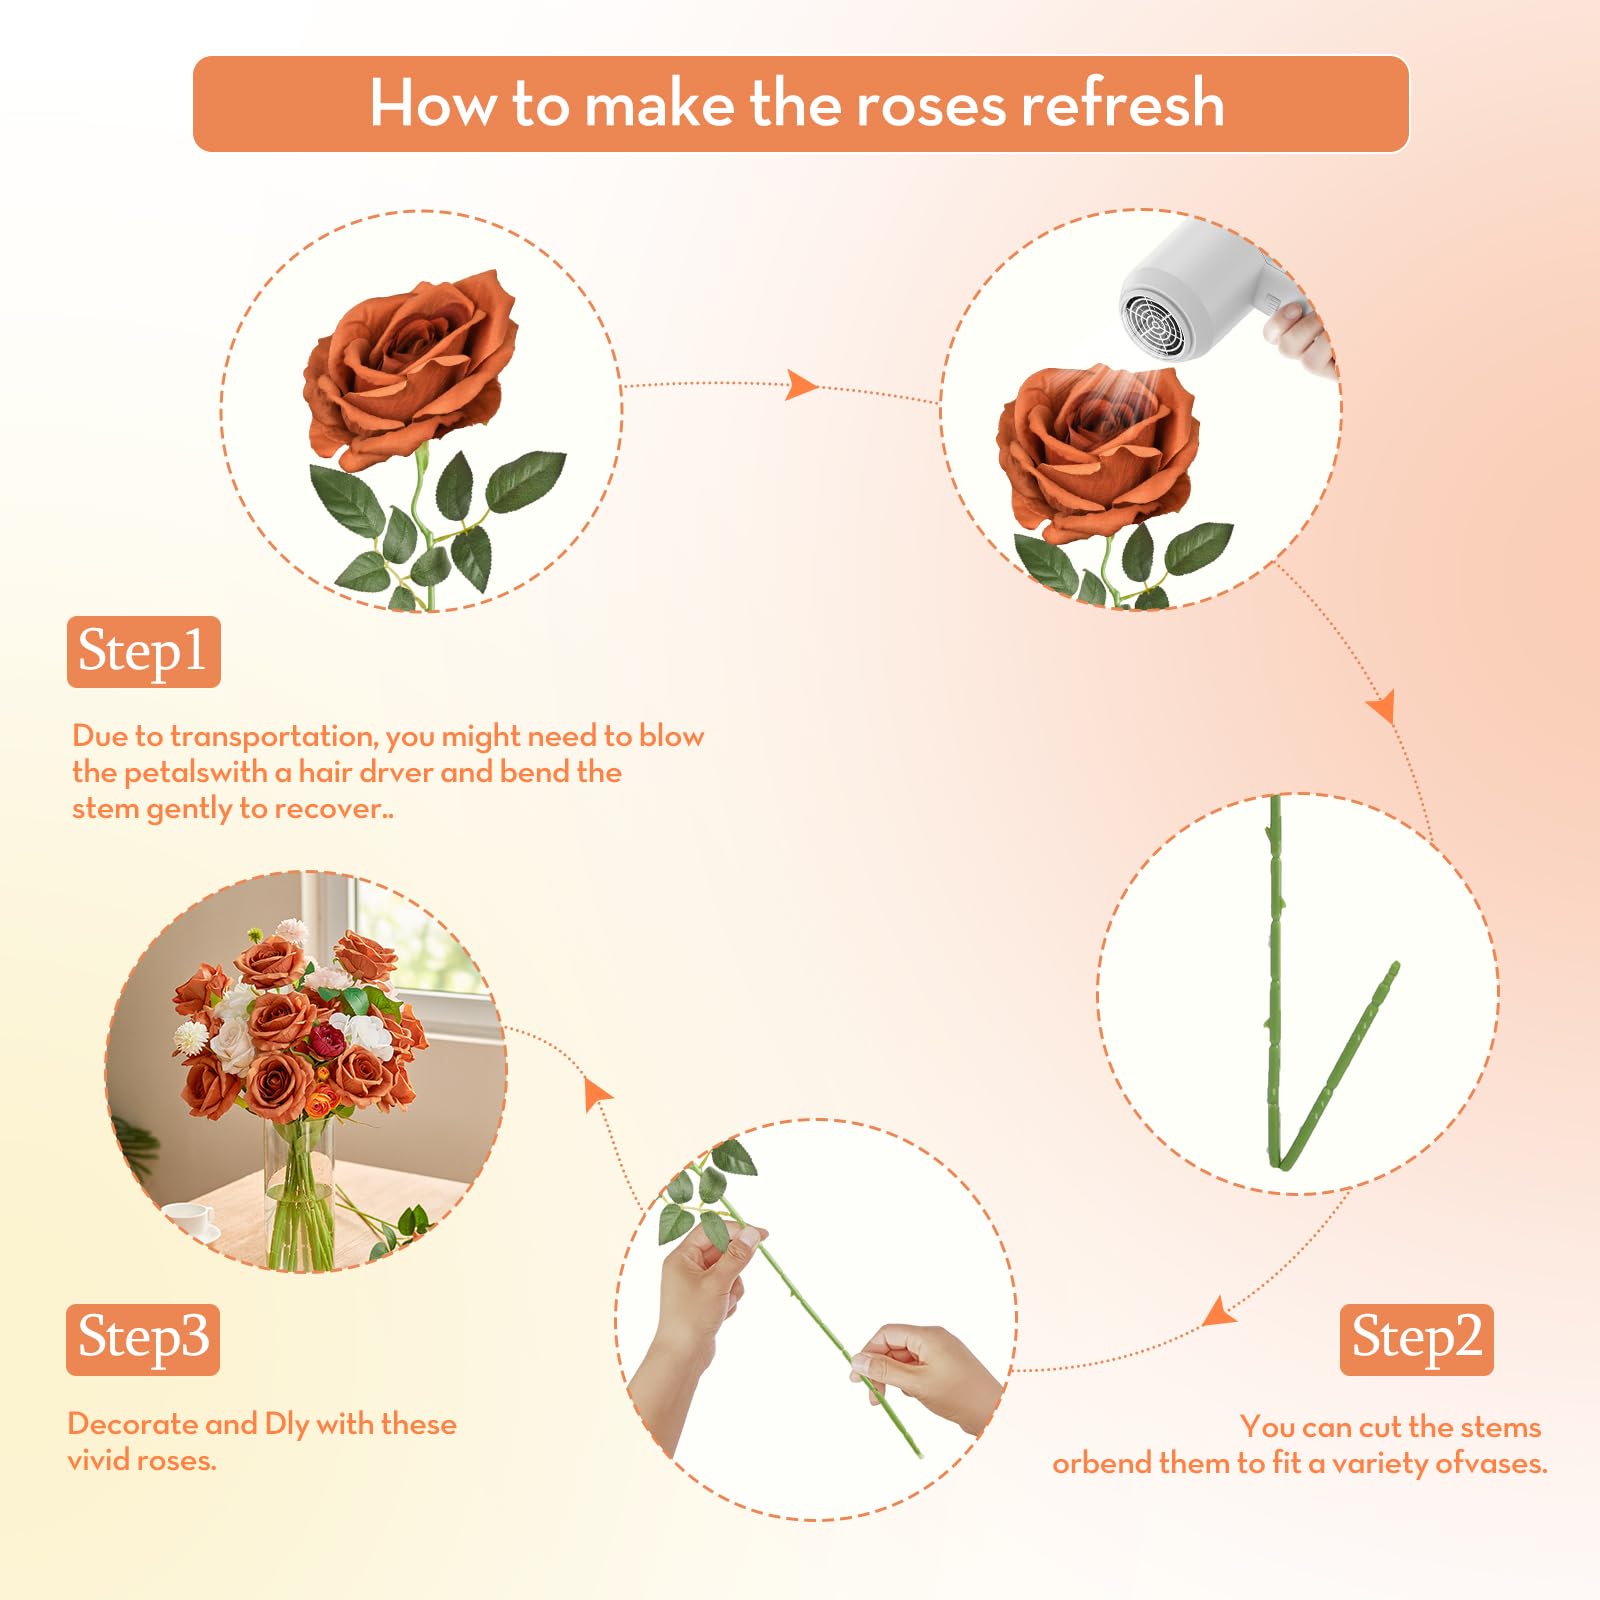 How to make the roses refresh
Step1
Due to transportation, you might need to blow
the petalswith a hair drver and bend the
stem gently to recover..
Step3
Decorate and Dly with these
vivid roses.
Step2
You can cut the stems
orbend them to fit a variety ofvases.